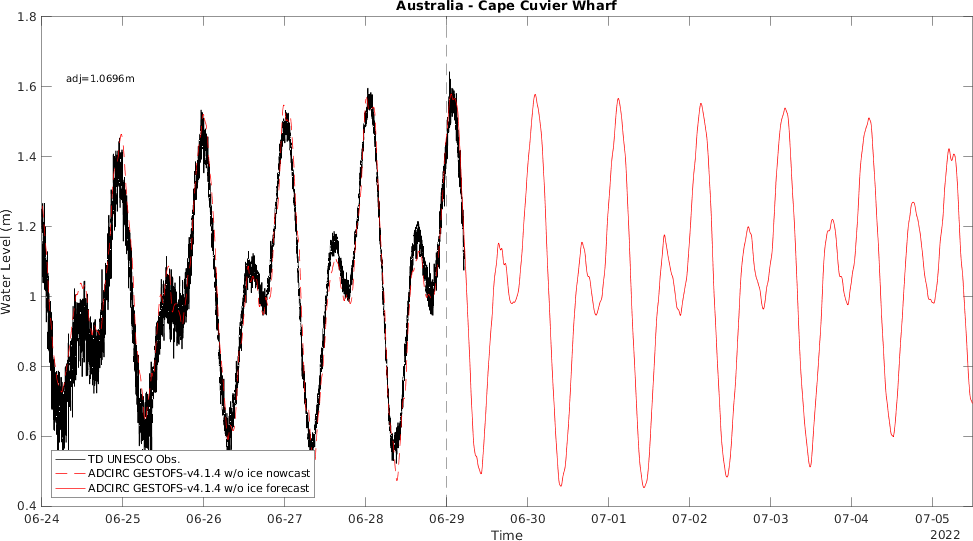 Australia - Cape Cuvier Wharf
1.8
1.6
1.4
1.2
1
0.8
0.6
0.4
Water Level (m)
adj=1.0696m
TD UNESCO Obs.
ADCIRC GESTOFS-v4.1.4 w/o ice nowcast
ADCIRC GESTOFS-v4.1.4 w/o ice forecast
06-24 06-25 06-26 06-27 06-28 06-29 06-30 07-01 07-02 07-03 07-04 07-05
Time
2022